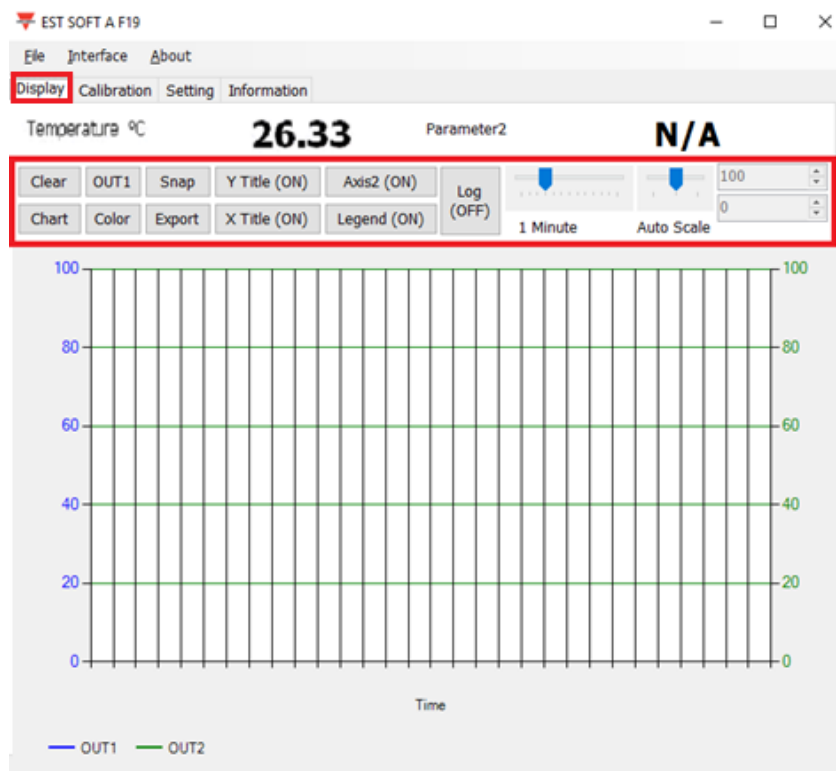 EST SOFT A F19
File Interface About
Display Calibration Setting Information
Temperature ºC 26.33 Parameter2 N/A
Clear OUT1 Snap Y Title (ON) Axis2 (ON) Log (OFF) 100
Chart Color Export X Title (ON) Legend (ON) 1 Minute Auto Scale 0
100 100
80 80
60 60
40 40
20 20
0 0
Time
OUT1 OUT2